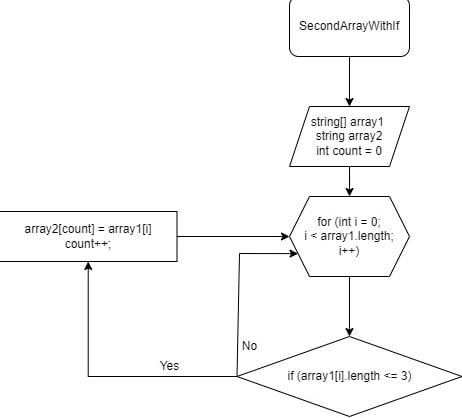 SecondArrayWithIf
string[] array1
string array2
int count = 0
for (int i = 0;
i < array1.length;
i++)
array2[count] = array1[i]
count++;
No
Yes
if (array1[i].length <= 3)